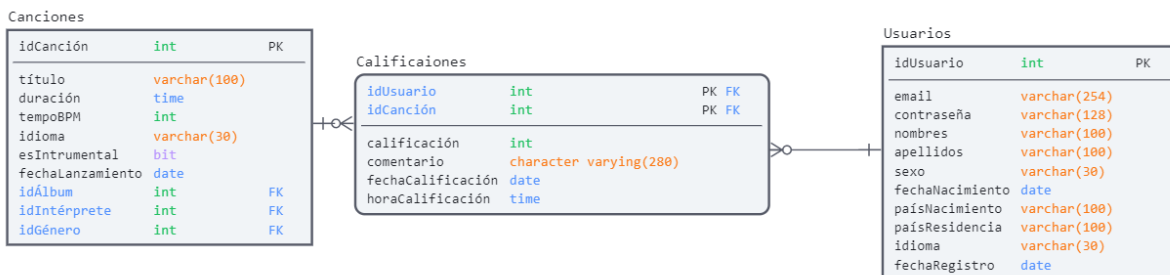 Canciones
idCanción int PK
título varchar(100)
duración time
tempoBPM int
idioma varchar(30)
esIntrumental bit
fechaLanzamiento date
idÁlbum int FK
idIntérprete int FK
idGénero int FK
Calificaiones
idUsuario int PK FK
idCanción int PK FK
calificación int
comentario character varying(280)
fechaCalificación date
horaCalificación time
Usuarios
idUsuario int PK
email varchar(254)
contraseña varchar(128)
nombres varchar(100)
apellidos varchar(100)
sexo varchar(30)
fechaNacimiento date
paísNacimiento varchar(100)
paísResidencia varchar(100)
idioma varchar(30)
fechaRegistro date